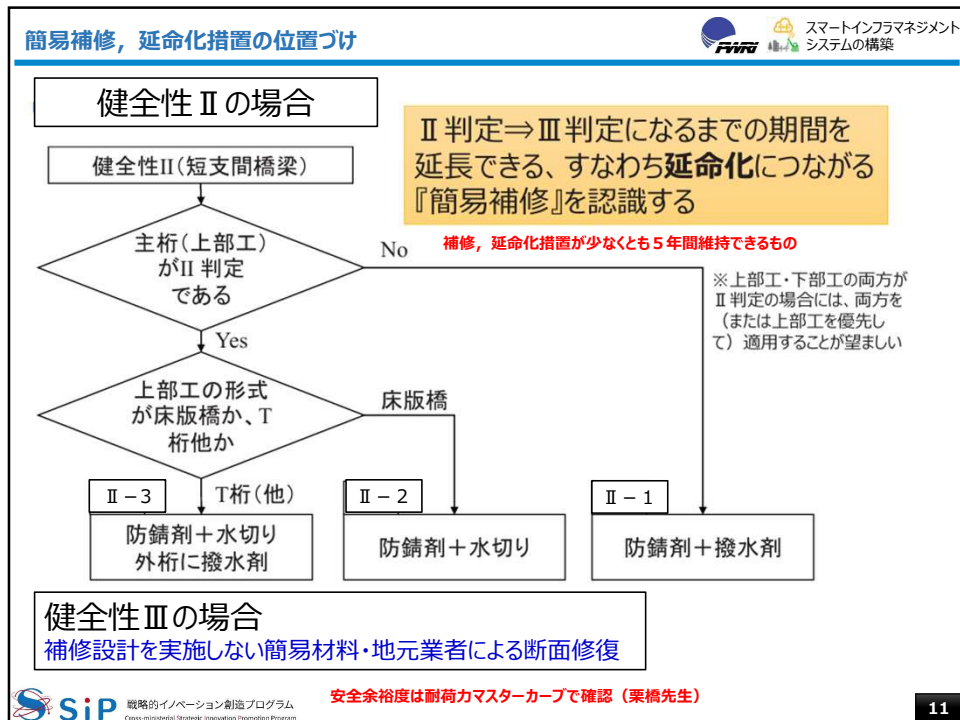 簡易補修，延命化措置の位置づけ
PWRI
スマートインフラマネジメント
システムの構築
健全性Ⅱの場合
Ⅱ判定⇒Ⅲ判定になるまでの期間を
延長できる、すなわち延命化につながる
『簡易補修』を認識する
補修，延命化措置が少なくとも５年間維持できるもの
健全性II(短支間橋梁)
主桁(上部工)
がII 判定
である
No
※上部工・下部工の両方が
Ⅱ判定の場合には、両方を
（または上部工を優先し
て）適用することが望ましい
Yes
上部工の形式
が床版橋か、T
桁他か
床版橋
Ⅱ－3
T桁(他)
Ⅱ－2
Ⅱ－1
防錆剤＋水切り
外桁に撥水剤
防錆剤＋水切り
防錆剤＋撥水剤
健全性Ⅲの場合
補修設計を実施しない簡易材料・地元業者による断面修復
安全余裕度は耐荷力マスターカーブで確認（栗橋先生）
SiP
戦略的イノベーション創造プログラム
Cross-ministerial Strategic Innovation Promotion Program
11